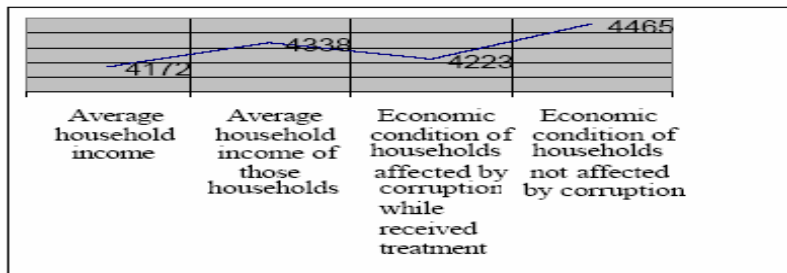 4172
4338
4223
4465
Average
household
income
Average
household
income of
those
households
Economic
condition of
households
affected by
corruption
while
received
treatment
Economic
condition of
households
not affected
by corruption